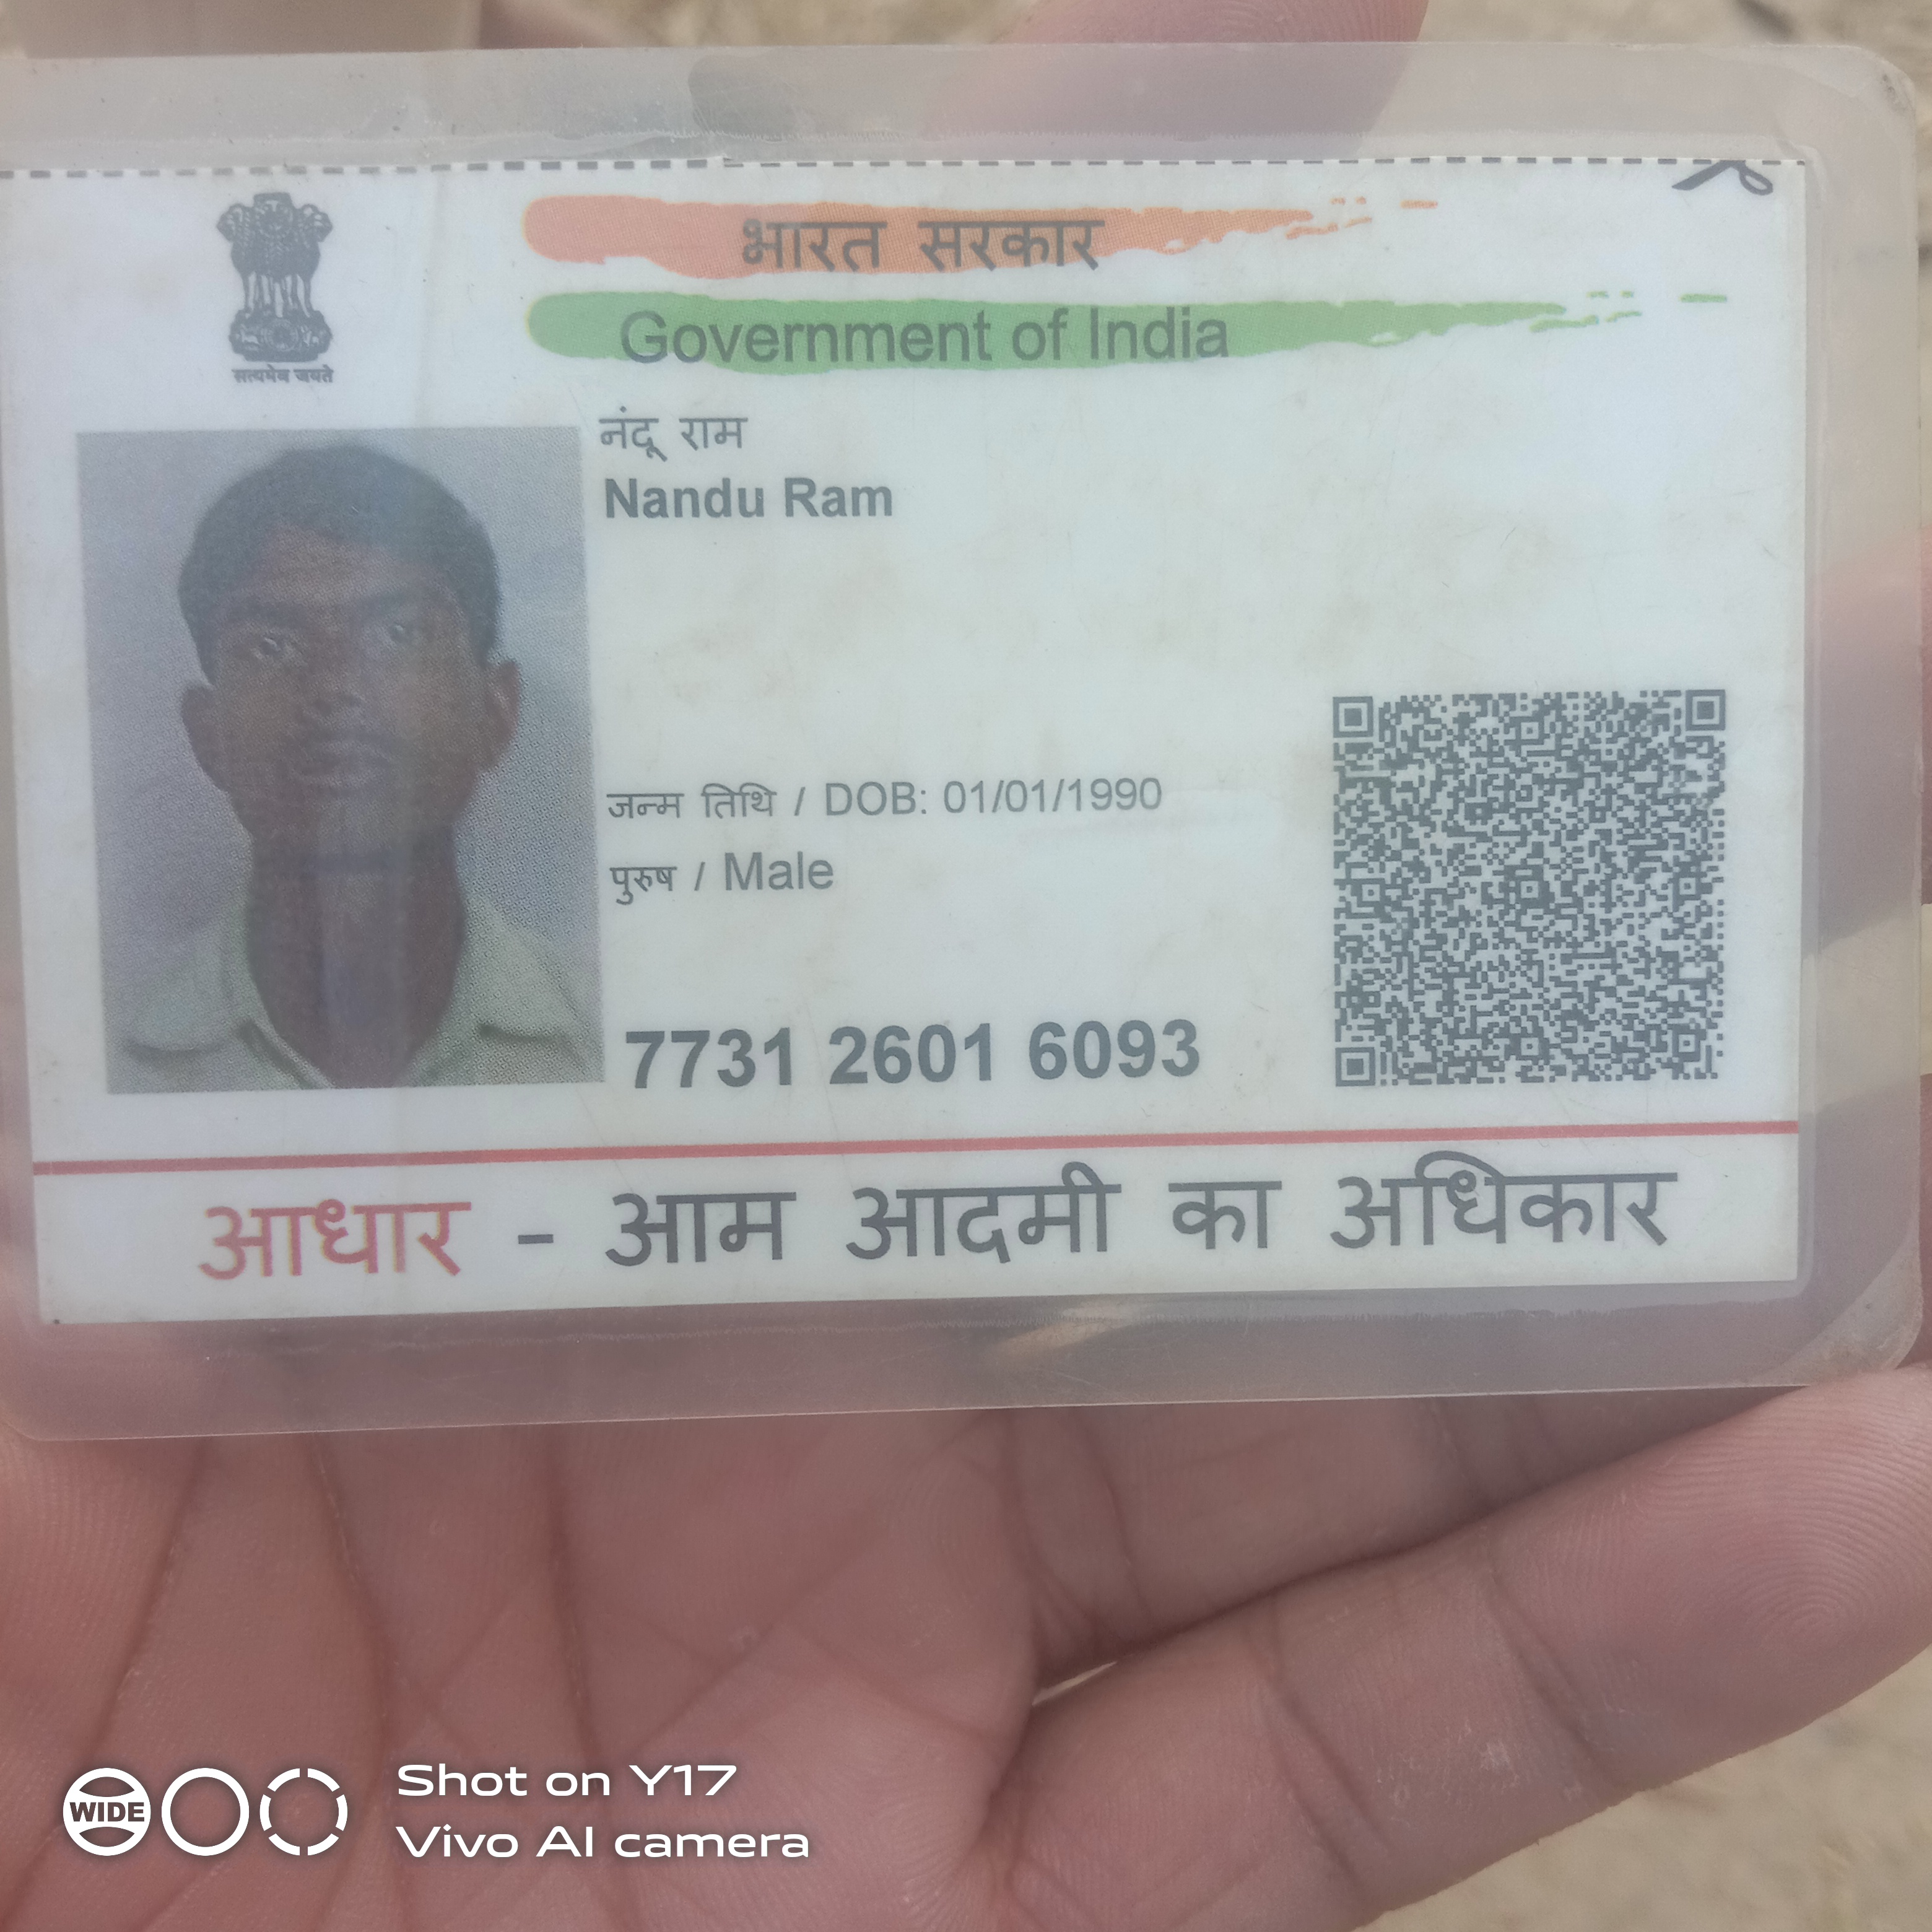 भारत सरकार
Government of India
सत्यमेव जयते
नंदू राम
Nandu Ram
जन्म तिथि / DOB: 01/01/1990
पुरुष / Male
7731 2601 6093
आधार - आम आदमी का अधिकार
WIDE
Shot on Y17
Vivo AI camera